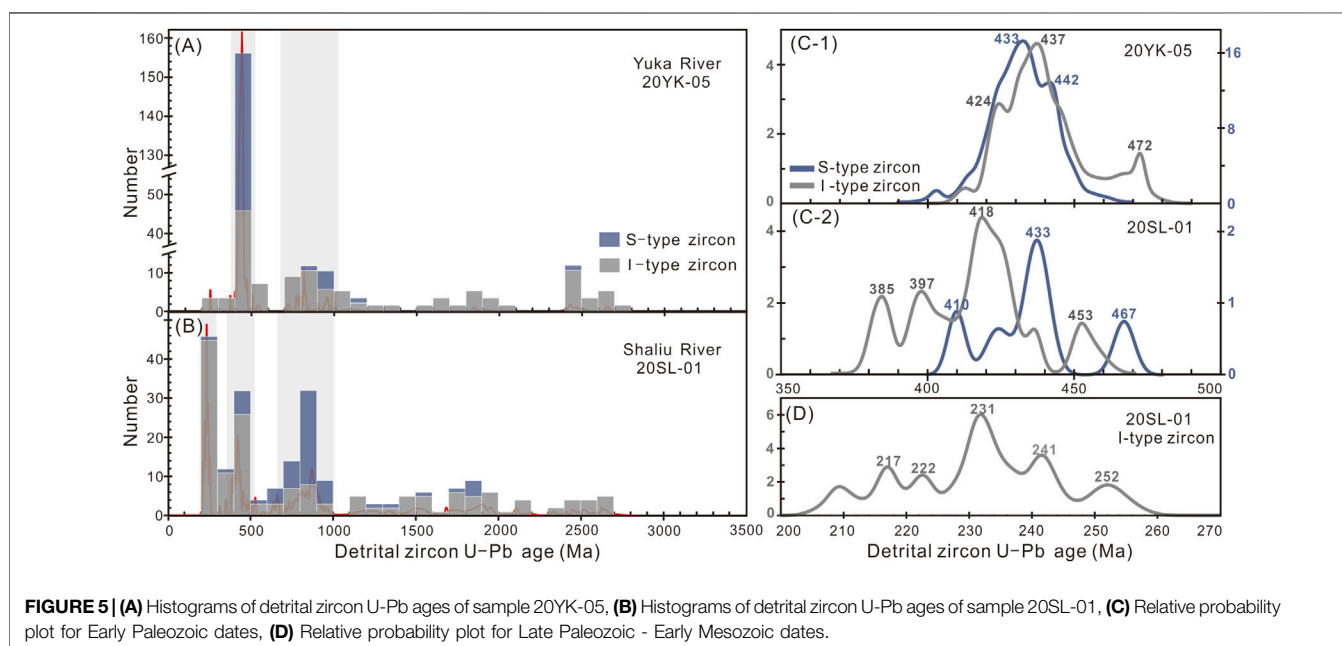 (A)
Yuka River
20YK-05
160
150
140
130
50
40
10
0
Number
S-type zircon
I-type zircon
(B)
Shaliu River
20SL-01
40
30
20
10
0
Number
0 500 1000 1500 2000 2500 3000 3500
Detrital zircon U-Pb age (Ma)
(C-1)
20YK-05
433 437
442
424
472
4
2
0
16
8
0
S-type zircon
I-type zircon
(C-2)
20SL-01
418
433
385 397
410
453 467
4
2
0
2
1
0
350 400 450 500
(D)
20SL-01
I-type zircon
231
241
217
222
252
6
4
2
0
200 210 220 230 240 250 260 270
Detrital zircon U-Pb age (Ma)
FIGURE 5 | (A) Histograms of detrital zircon U-Pb ages of sample 20YK-05, (B) Histograms of detrital zircon U-Pb ages of sample 20SL-01, (C) Relative probability
plot for Early Paleozoic dates, (D) Relative probability plot for Late Paleozoic - Early Mesozoic dates.